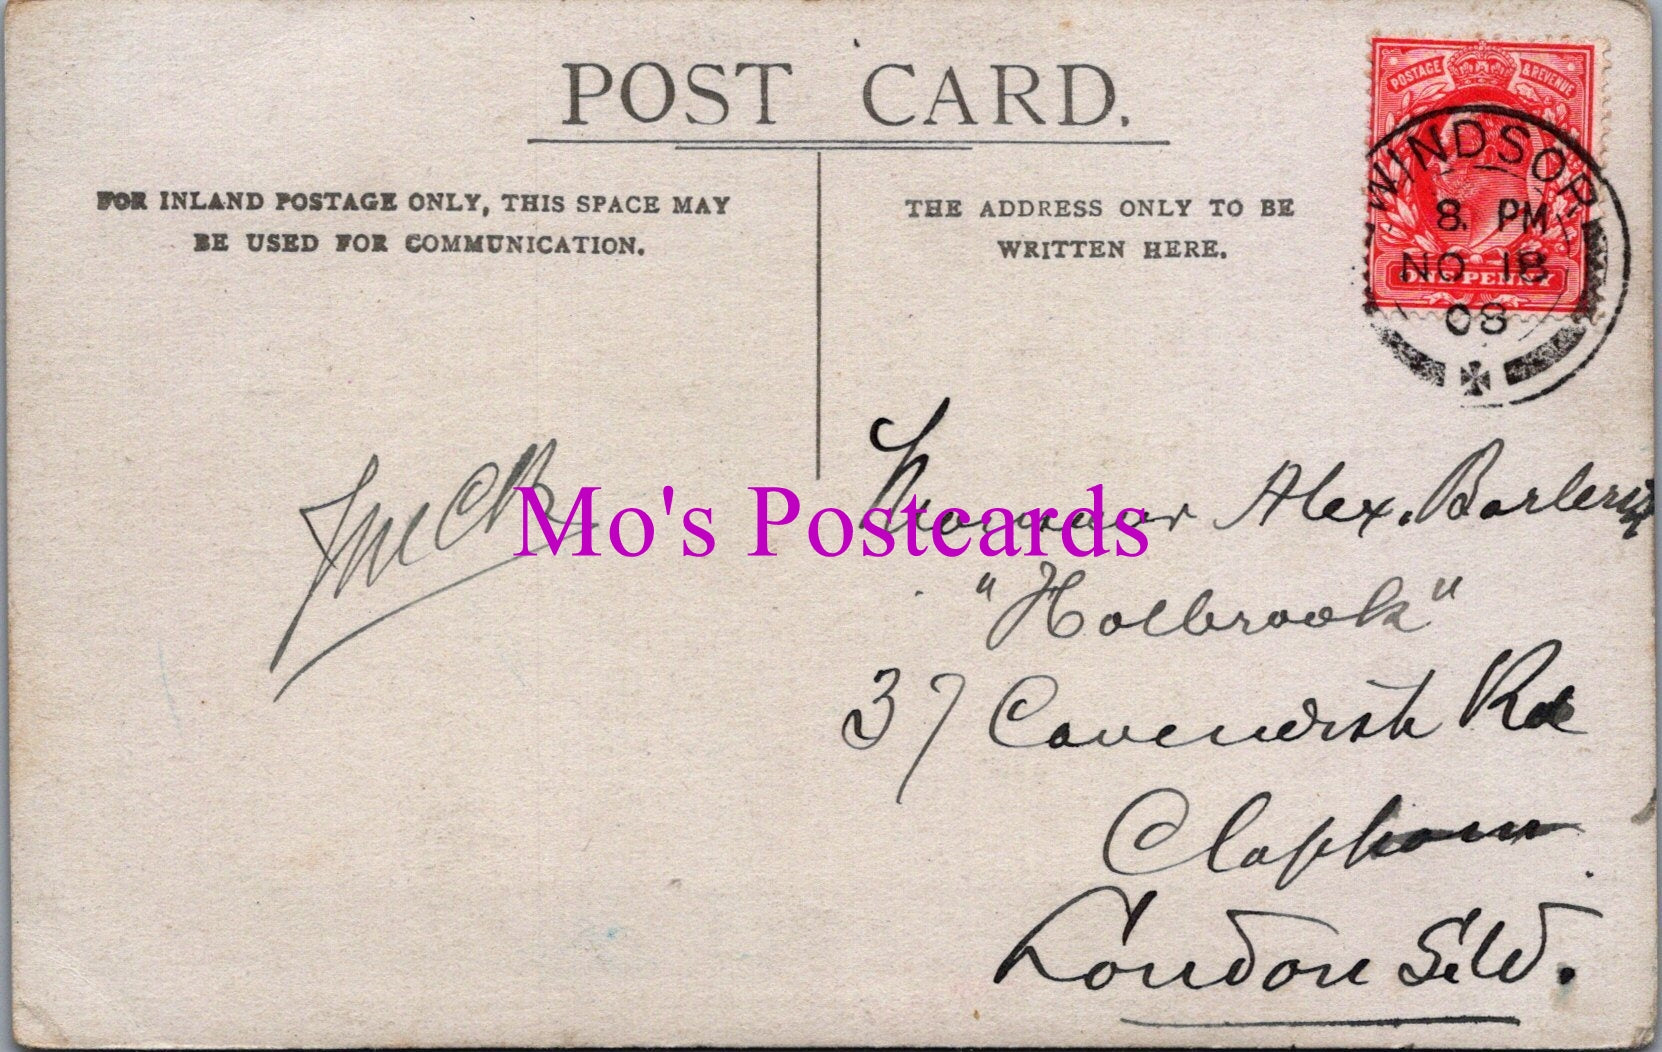 POST CARD.
FOR INLAND POSTAGE ONLY, THIS SPACE MAY
BE USED FOR COMMUNICATION.
THE ADDRESS ONLY TO BE
WRITTEN HERE.
POSTAGE & REVENUE
WINDSOR
8. PM
NO 18
08
ONE PENNY
Mo's Postcards
Alex.
"Holbrook"
37 Cavendish Rd
Clapham
London S.W.